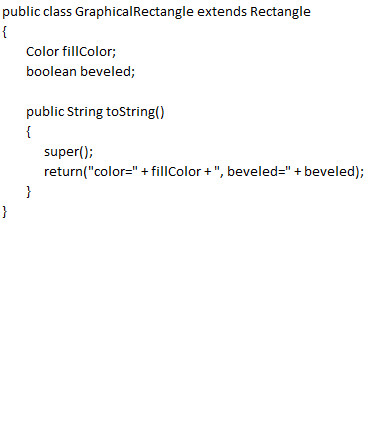 public class GraphicalRectangle extends Rectangle
{
Color fillColor;
boolean beveled;
public String toString()
{
super();
return("color=" + fillColor + ", beveled=" + beveled);
}
}